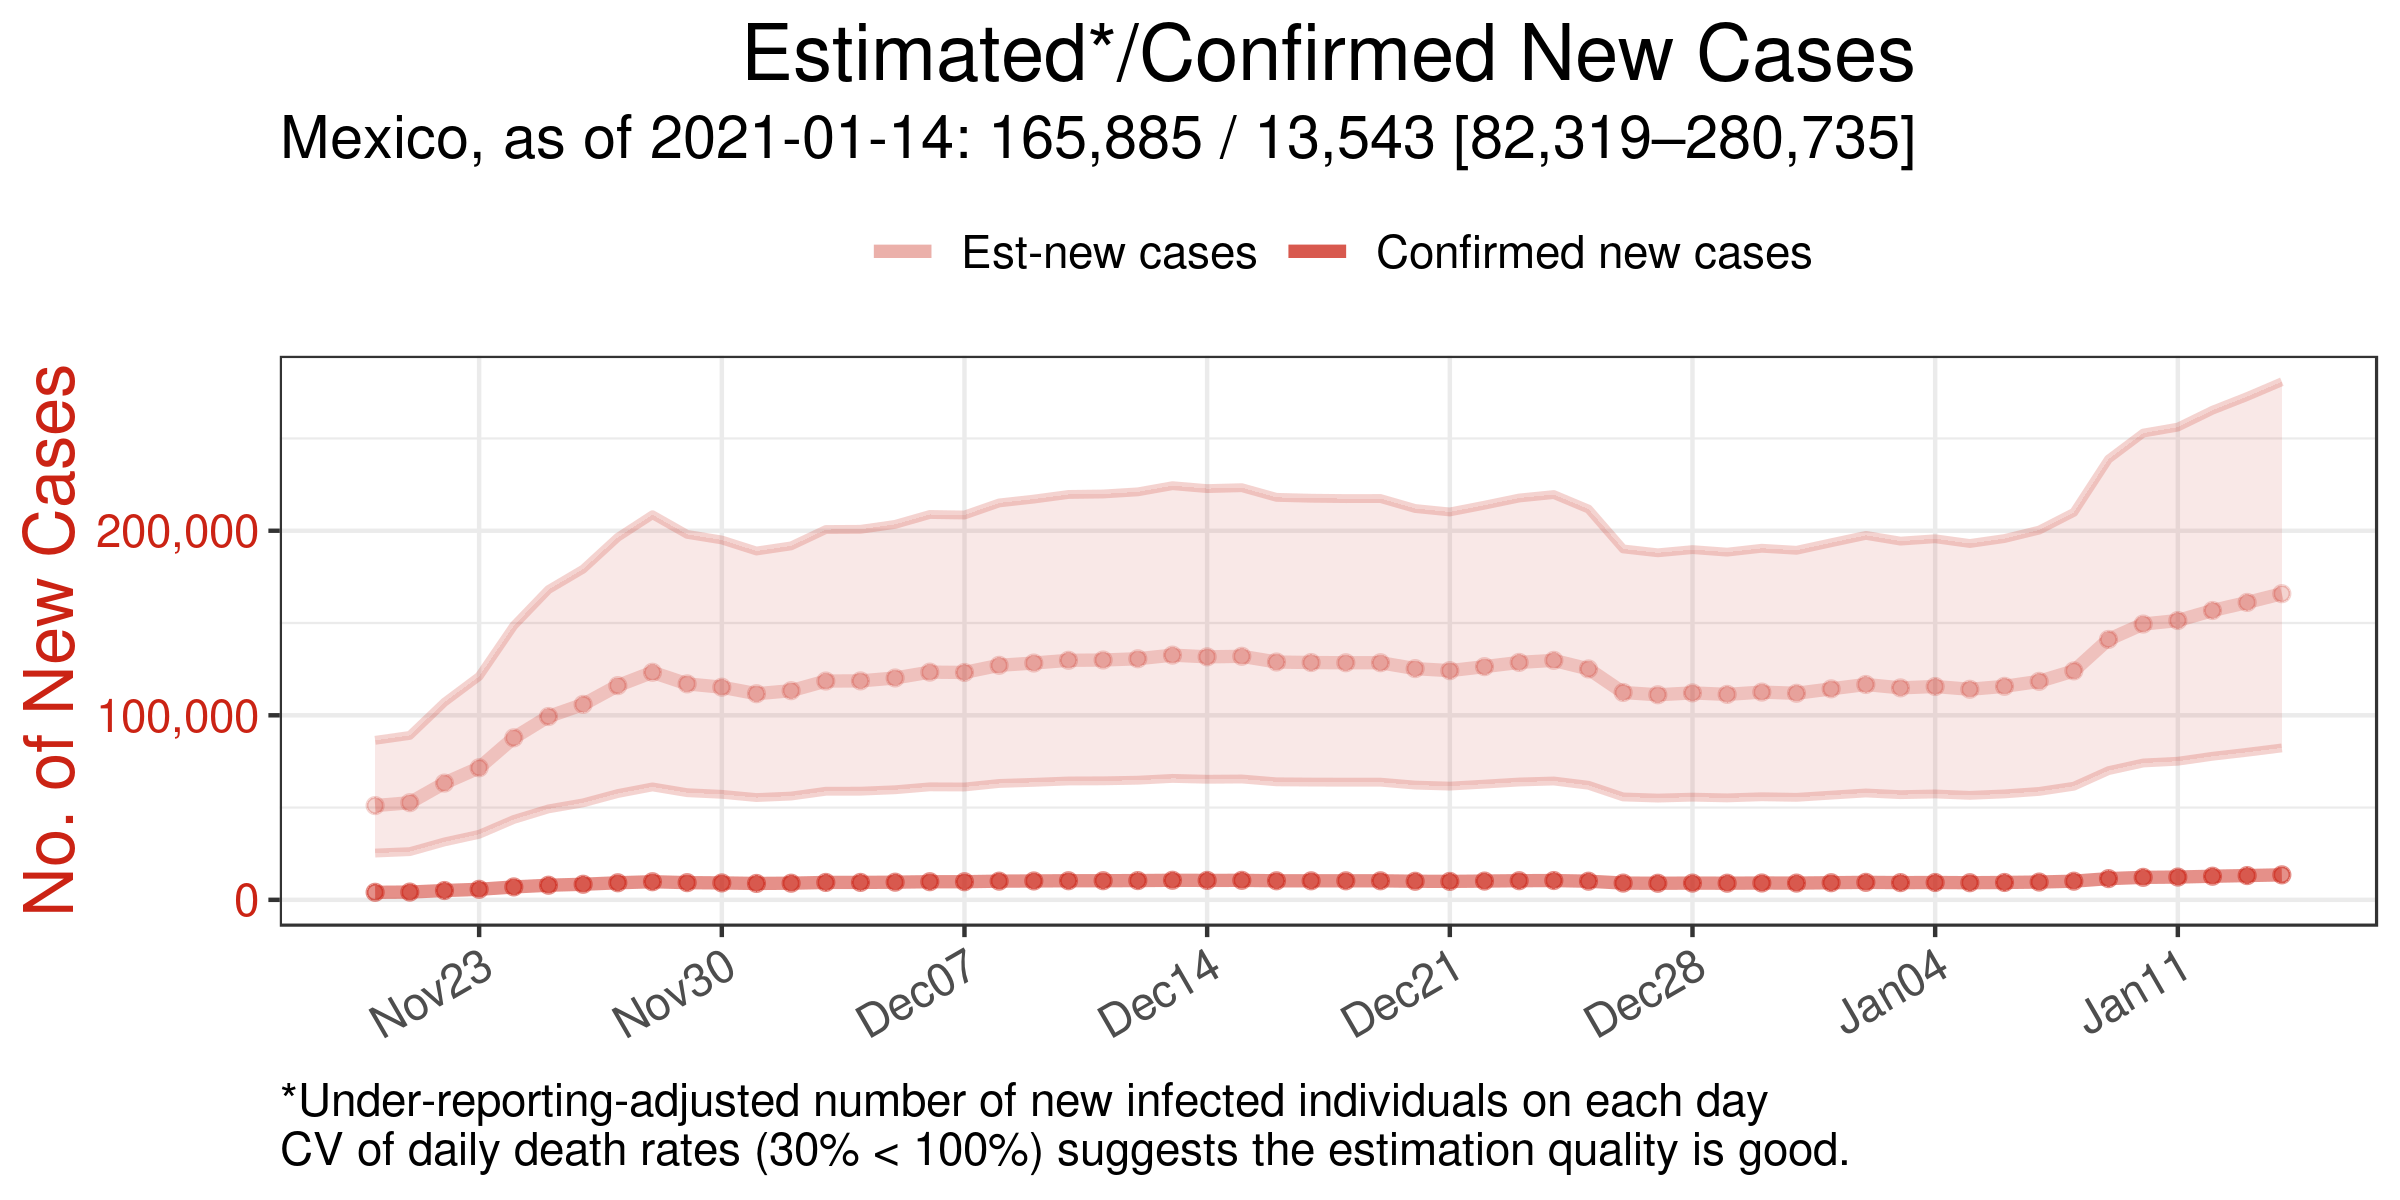 Estimated*/Confirmed New Cases
Mexico, as of 2021-01-14: 165,885 / 13,543 [82,319–280,735]
Est-new cases
Confirmed new cases
No. of New Cases
200,000
100,000
0
Nov23
Nov30
Dec07
Dec14
Dec21
Dec28
Jan04
Jan11
*Under-reporting-adjusted number of new infected individuals on each day
CV of daily death rates (30% < 100%) suggests the estimation quality is good.